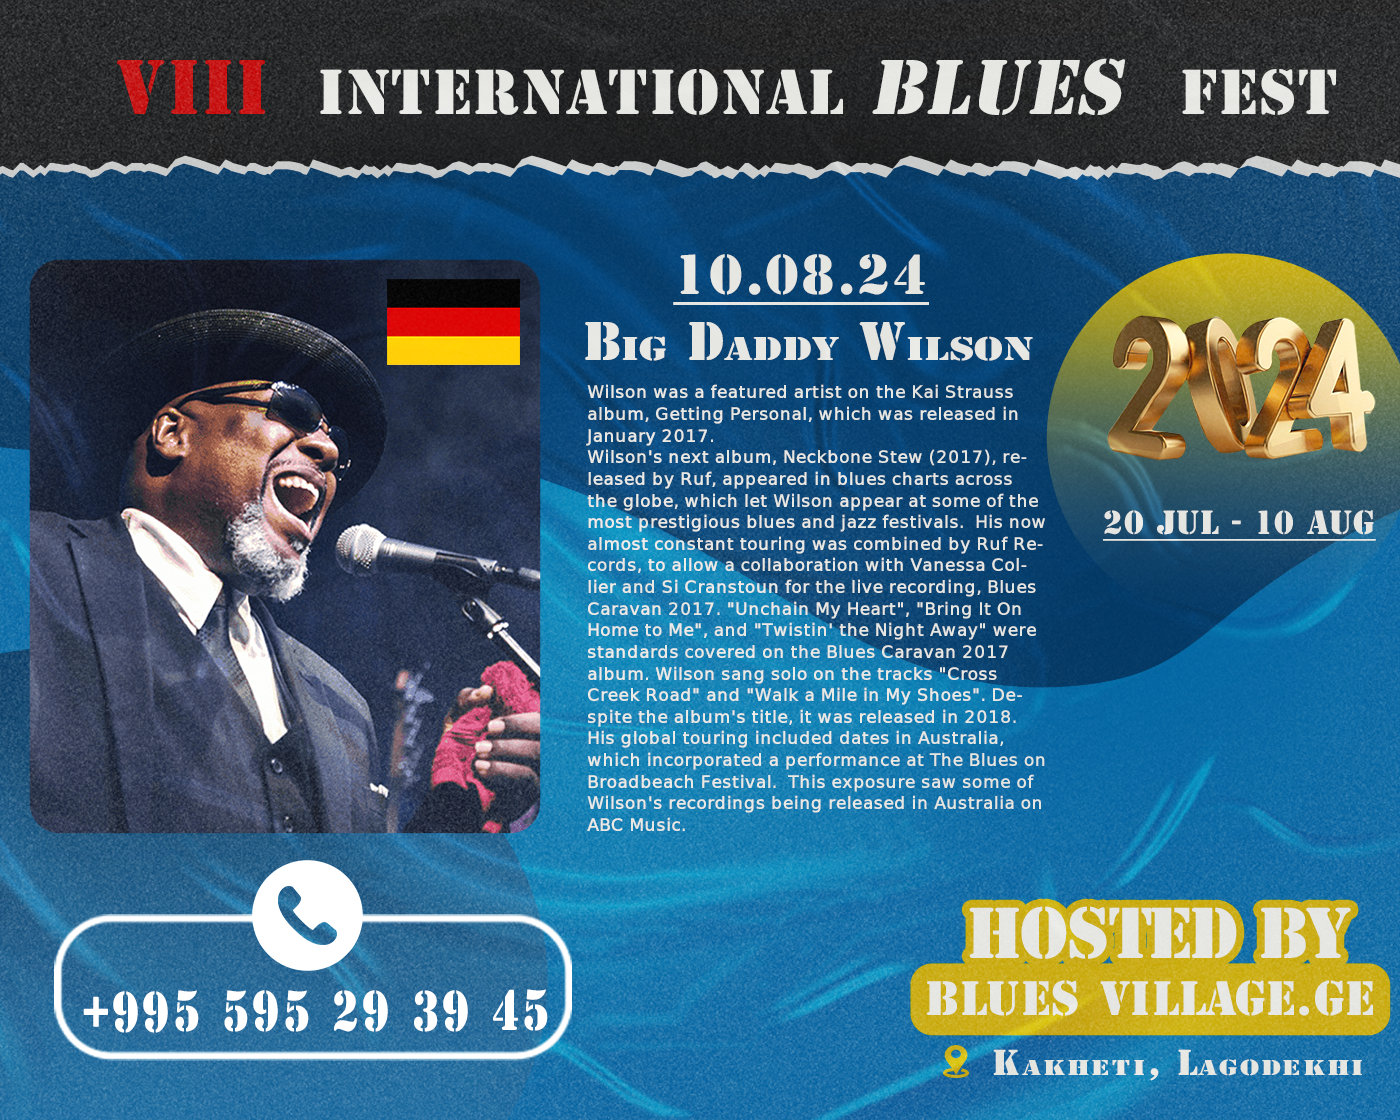 VIII INTERNATIONAL BLUES FEST
10.08.24
BIG DADDY WILSON
Wilson was a featured artist on the Kai Strauss
album, Getting Personal, which was released in
January 2017.
Wilson's next album, Neckbone Stew (2017), re-
leased by Ruf, appeared in blues charts across
the globe, which let Wilson appear at some of the
most prestigious blues and jazz festivals.  His now
almost constant touring was combined by Ruf Re-
cords, to allow a collaboration with Vanessa Col-
lier and Si Cranstoun for the live recording, Blues
Caravan 2017. "Unchain My Heart", "Bring It On
Home to Me", and "Twistin' the Night Away" were
standards covered on the Blues Caravan 2017
album. Wilson sang solo on the tracks "Cross
Creek Road" and "Walk a Mile in My Shoes". De-
spite the album's title, it was released in 2018.
His global touring included dates in Australia,
which incorporated a performance at The Blues on
Broadbeach Festival.  This exposure saw some of
Wilson's recordings being released in Australia on
ABC Music.
2024
20 JUL - 10 AUG
+995 595 29 39 45
HOSTED BY
BLUES VILLAGE.GE
KAKHETI, LAGODEKHI